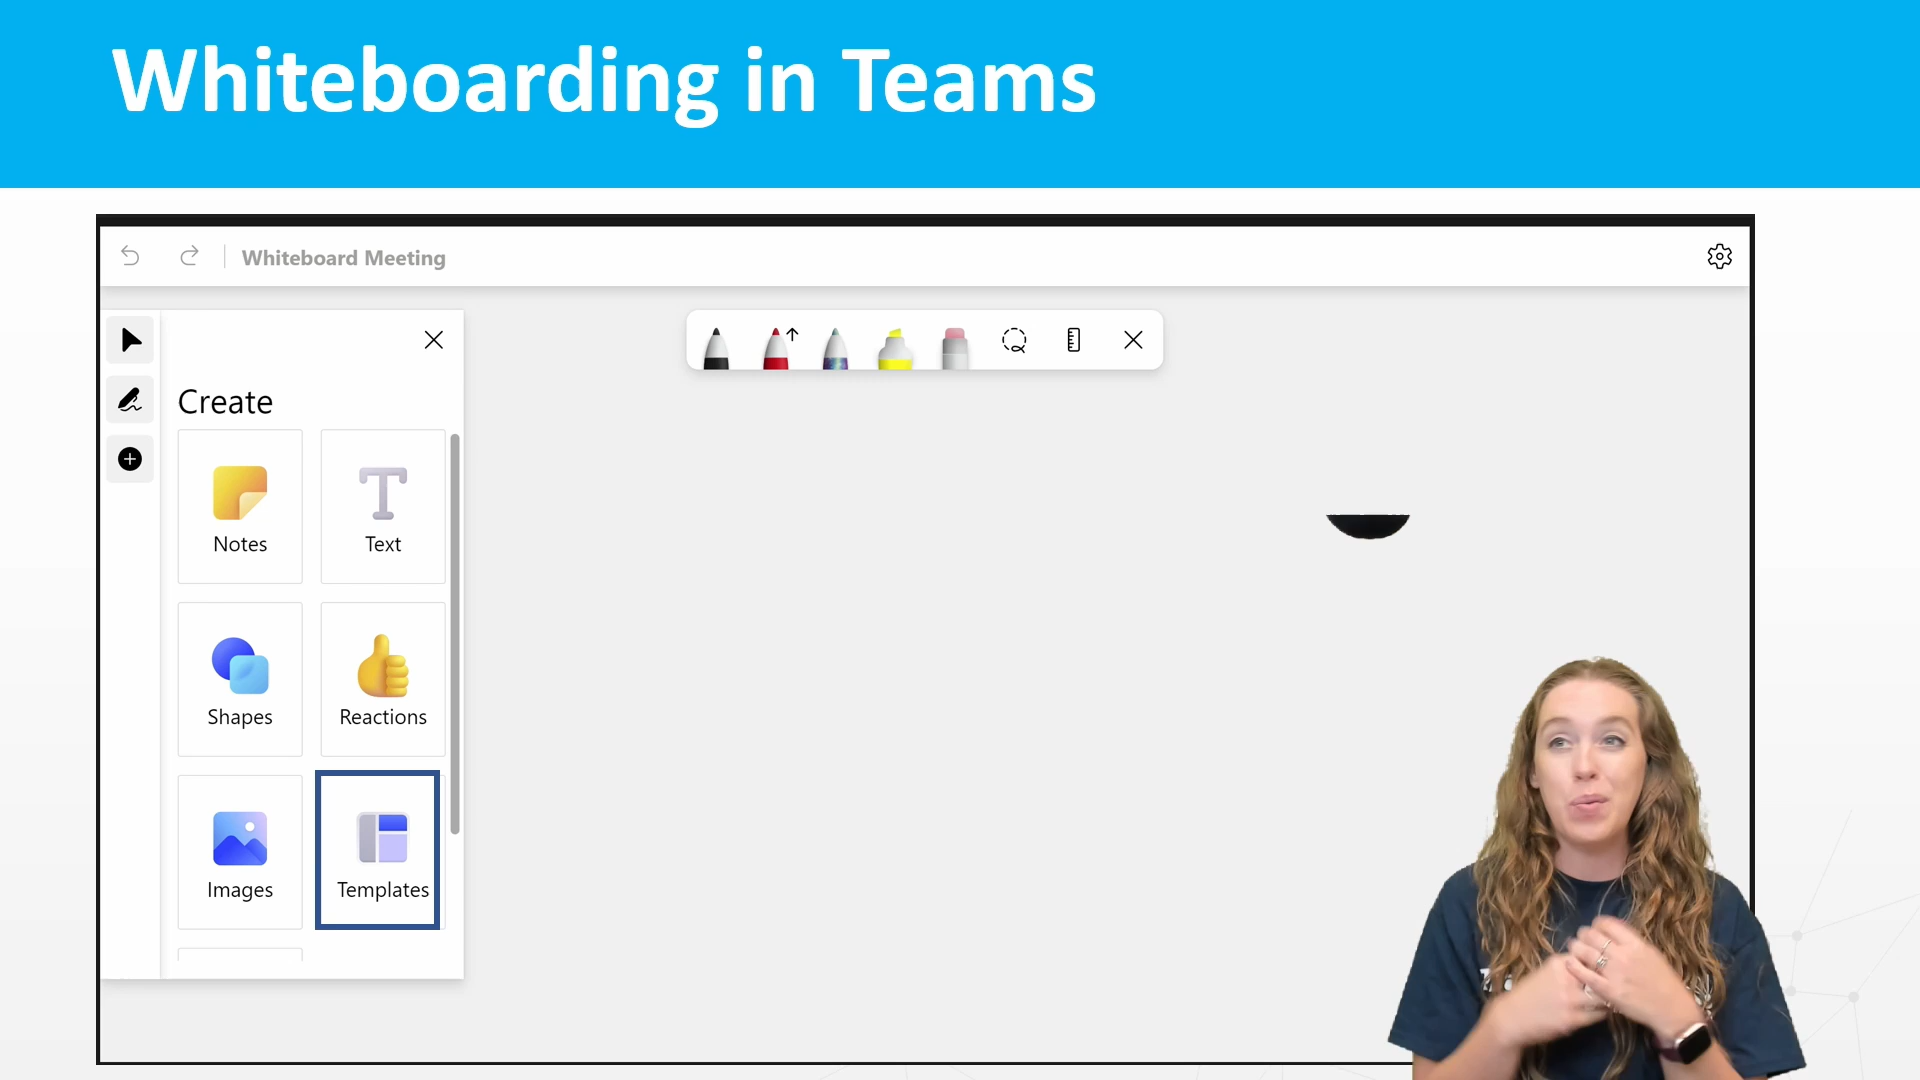 Whiteboarding in Teams
Whiteboard Meeting
Create
Notes
Text
Shapes
Reactions
Images
Templates